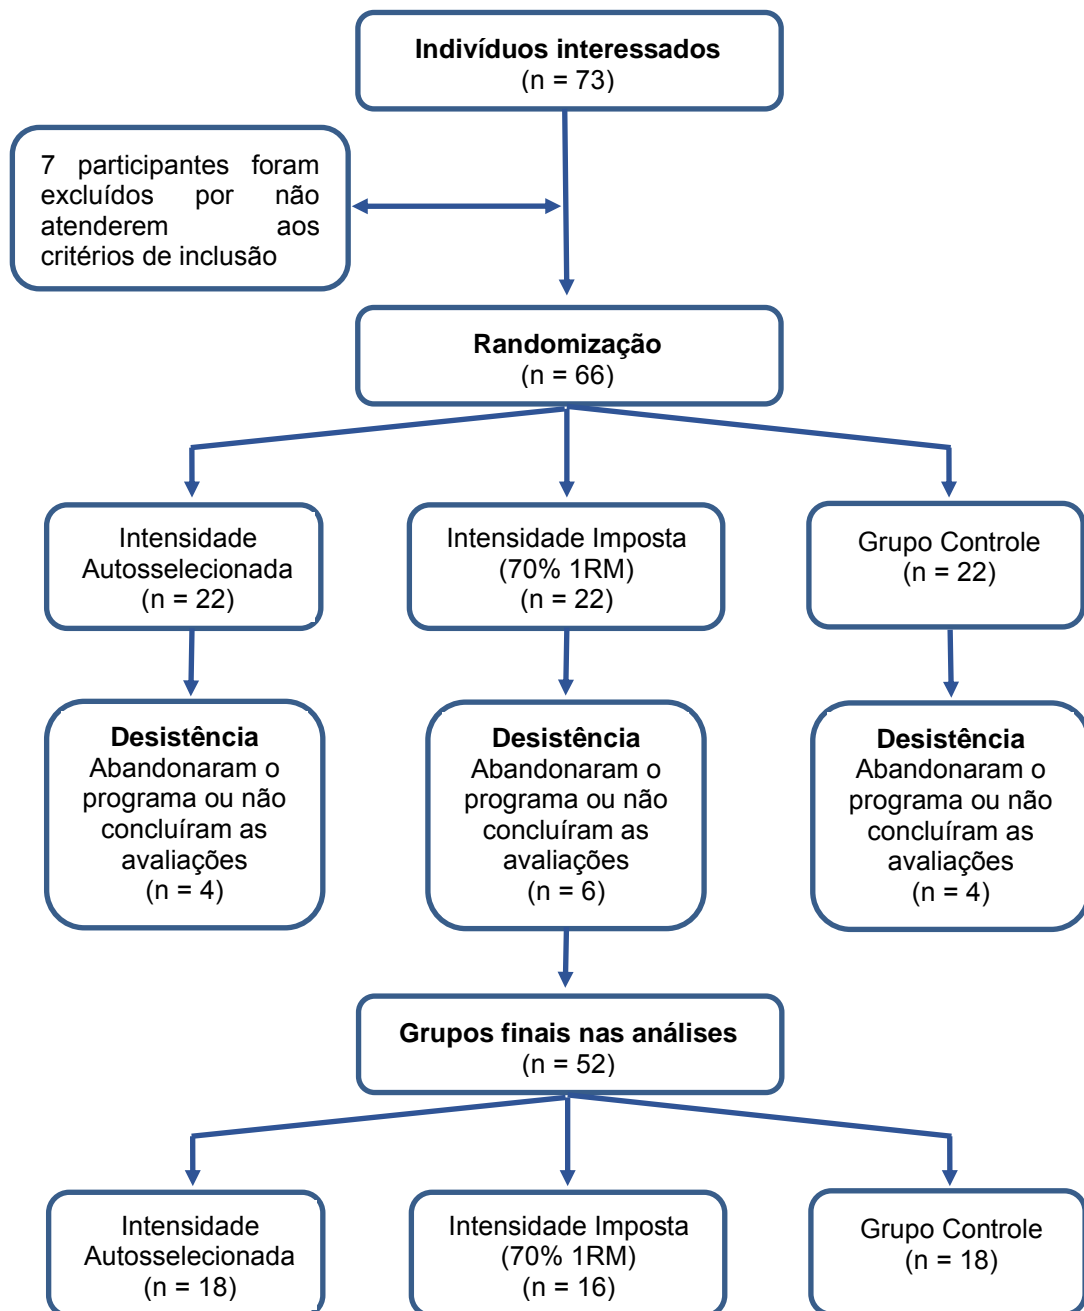 Indivíduos interessados
(n = 73)
7 participantes foram
excluídos por não
atenderem aos
critérios de inclusão
Randomização
(n = 66)
Intensidade
Autosselecionada
(n = 22)
Intensidade Imposta
(70% 1RM)
(n = 22)
Grupo Controle
(n = 22)
Desistência
Abandonaram o
programa ou não
concluíram as
avaliações
(n = 4)
Desistência
Abandonaram o
programa ou não
concluíram as
avaliações
(n = 6)
Desistência
Abandonaram o
programa ou não
concluíram as
avaliações
(n = 4)
Grupos finais nas análises
(n = 52)
Intensidade
Autosselecionada
(n = 18)
Intensidade Imposta
(70% 1RM)
(n = 16)
Grupo Controle
(n = 18)